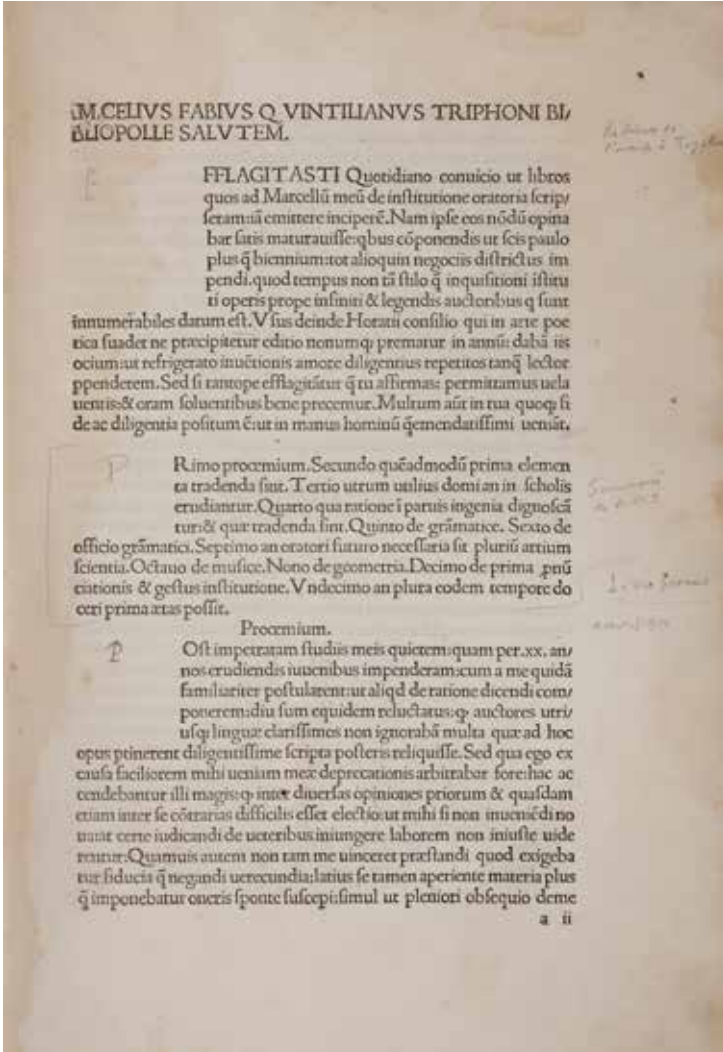 M.CELIVS FABIVS Q VINTILIANVS TRIPHONI BI/
BLIOPOLLE SALVTEM.
E
FFLAGITASTI Quotidiano conuicio ut libros
quos ad Marcellū meū de institutione oratoria scrip/
seram:iā emittere inciperē.Nam ipse eos nōdū opina
bar satis maturauisse:qbus cōponendis ut scis paulo
plus q̄ biennium:tot alioquin negociis districtus im
pendi.quod tempus non tā stilo q̄ inquisitioni istitu
ti operis prope infiniti & legendis auctoribus q sunt
innumerabiles datum est.Vsus deinde Horatii consilio qui in arte poe
tica suadet ne præcipitetur editio nonumq; prematur in annū: dabā iis
ocium:ut refrigerato inuētionis amore diligentius repetitos tanq̄ lector
ppenderem.Sed si tantope efflagitātur q̄ tu affirmas: permittamus uela
uentis:& oram soluentibus bene precemur.Multum aūt in tua quoq; fi
de ac diligentia positum ē:ut in manus hominū q̄emendatissimi ueniāt.
P
Rimo procemium.Secundo quēadmodū prima elemen
ta tradenda sint.Tertio utrum utilius domi an in scholis
erudiantur.Quarto qua ratione ī paruis ingenia dignoscā
tur:& quæ tradenda sint.Quinto de grāmatice. Sexto de
officio grāmatici.Septimo an oratori futuro necessaria sit pluriū artium
scientia.Octauo de musice.Nono de geometria.Decimo de prima ꝓnū
ciationis & gestus institutione.Vndecimo an plura eodem tempore do
ceri prima ætas possit.
Procemium.
P
Ost impetratam studiis meis quietem:quam per.xx. an/
nos erudiendis iuuenibus impenderam:cum a me quidā
familiariter postularent:ut aliqd de ratione dicendi com/
ponerem:diu sum equidem reluctatus:q; auctores utri/
usq; linguæ clarissimos non ignorabā multa quæ ad hoc
opus ptinerent diligentissime scripta posteris reliquisse.Sed qua ego ex
causa faciliorem mihi ueniam meæ deprecationis arbitrabar fore:hac ac
cendebantur illi magis:q; inter diuersas opiniones priorum & quasdam
etiam inter se cōtrarias difficilis esset electio:ut mihi si non inueniēdi no
ua:at certe iudicandi de ueteribus iniungere laborem non iniuste uide
rentur.Quamuis autem non tam me uinceret præstandi quod exigeba
tur fiducia q̄ negandi uerecundia:latius se tamen aperiente materia plus
q̄ imponebatur oneris sponte suscepi:simul ut pleniori obsequio deme
a ii